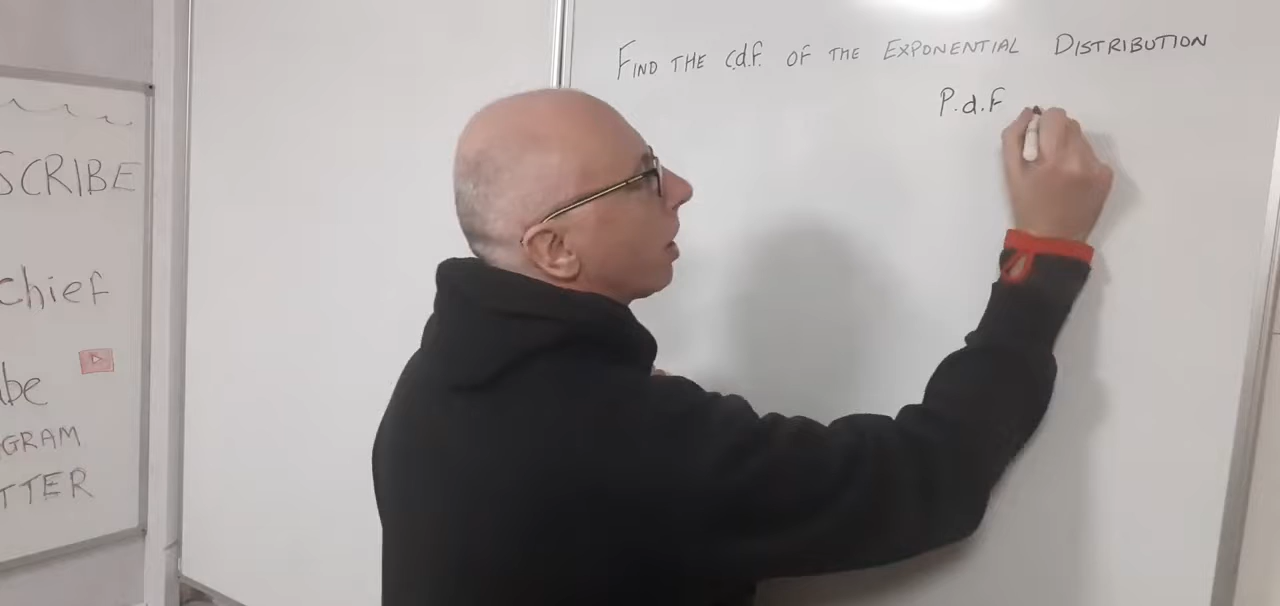 FIND THE c.d.f. OF THE EXPONENTIAL DISTRIBUTION
P.d.F
SCRIBE
chief
be
GRAM
TTER